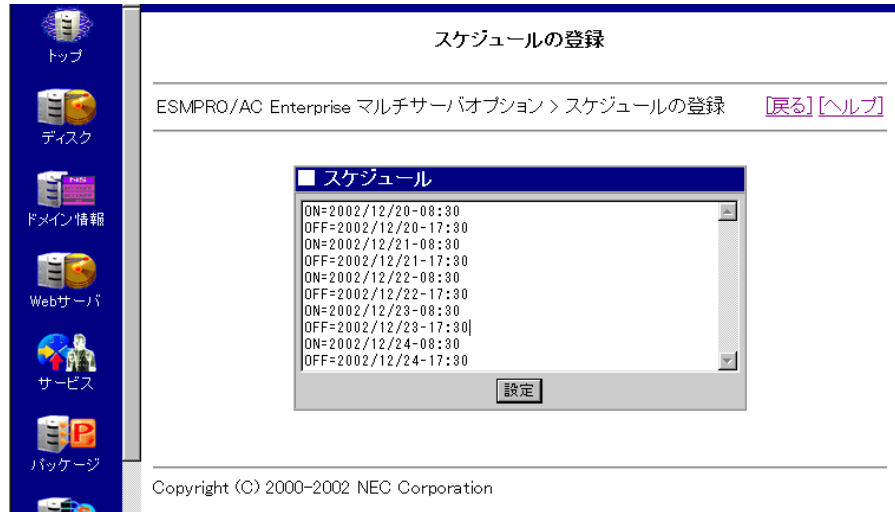 トップ
ディスク
ドメイン情報
Webサーバ
サービス
パッケージ
スケジュールの登録
ESMPRO/AC Enterprise マルチサーバオプション > スケジュールの登録 [戻る] [ヘルプ]
■ スケジュール
ON=2002/12/20-08:30
OFF=2002/12/20-17:30
ON=2002/12/21-08:30
OFF=2002/12/21-17:30
ON=2002/12/22-08:30
OFF=2002/12/22-17:30
ON=2002/12/23-08:30
OFF=2002/12/23-17:30
ON=2002/12/24-08:30
OFF=2002/12/24-17:30
設定
Copyright (C) 2000-2002 NEC Corporation